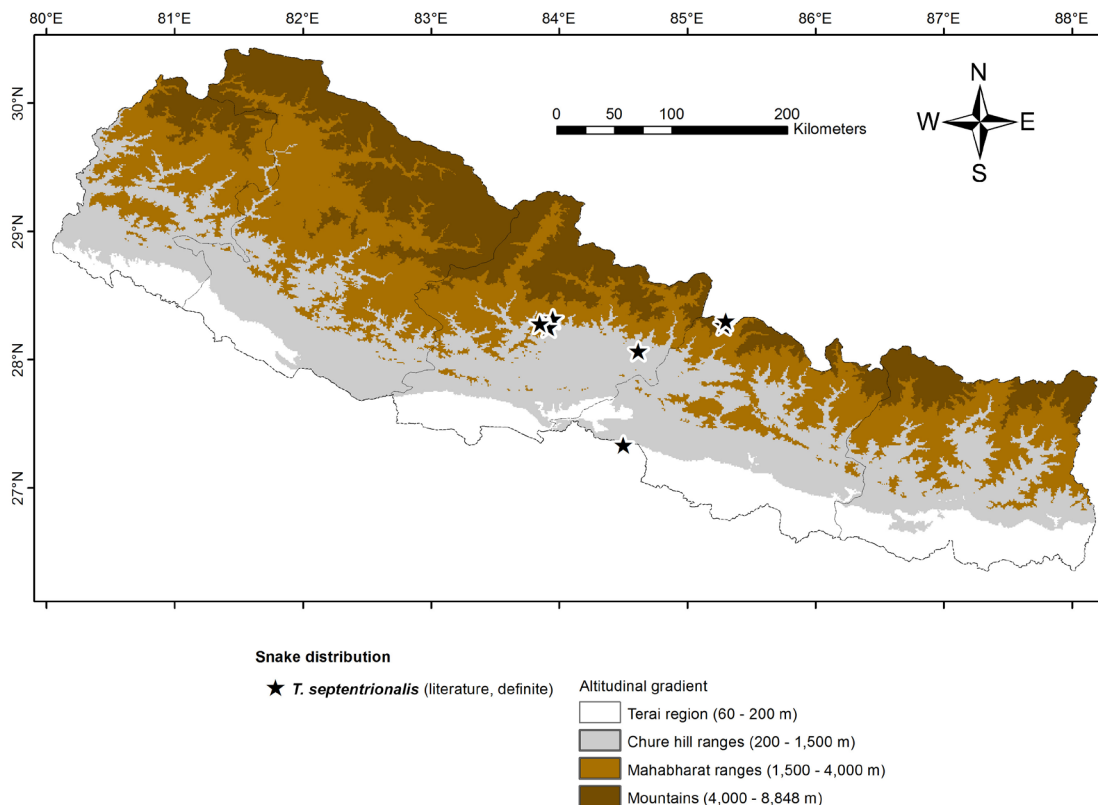 80°E 81°E 82°E 83°E 84°E 85°E 86°E 87°E 88°E
30°N
29°N
28°N
27°N
0 50 100 200
Kilometers
N
W E
S
Snake distribution
T. septentrionalis (literature, definite)
Altitudinal gradient
Terai region (60 - 200 m)
Chure hill ranges (200 - 1,500 m)
Mahabharat ranges (1,500 - 4,000 m)
Mountains (4,000 - 8,848 m)